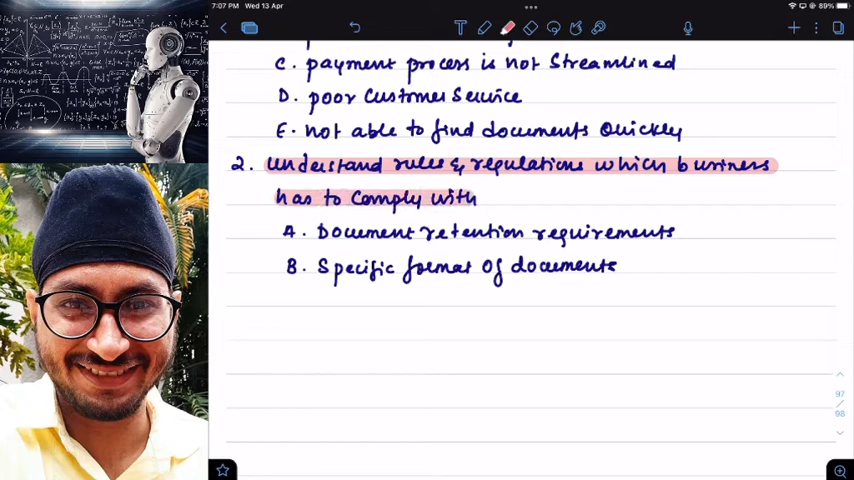 7:07 PM Wed 13 Apr
89%
C. payment process is not Streamlined
D. poor Customer Service
E. not able to find documents Quickly
2. understand rules & regulations which business
has to comply with
A. Document retention requirements
B. Specific format of documents
97
/
98